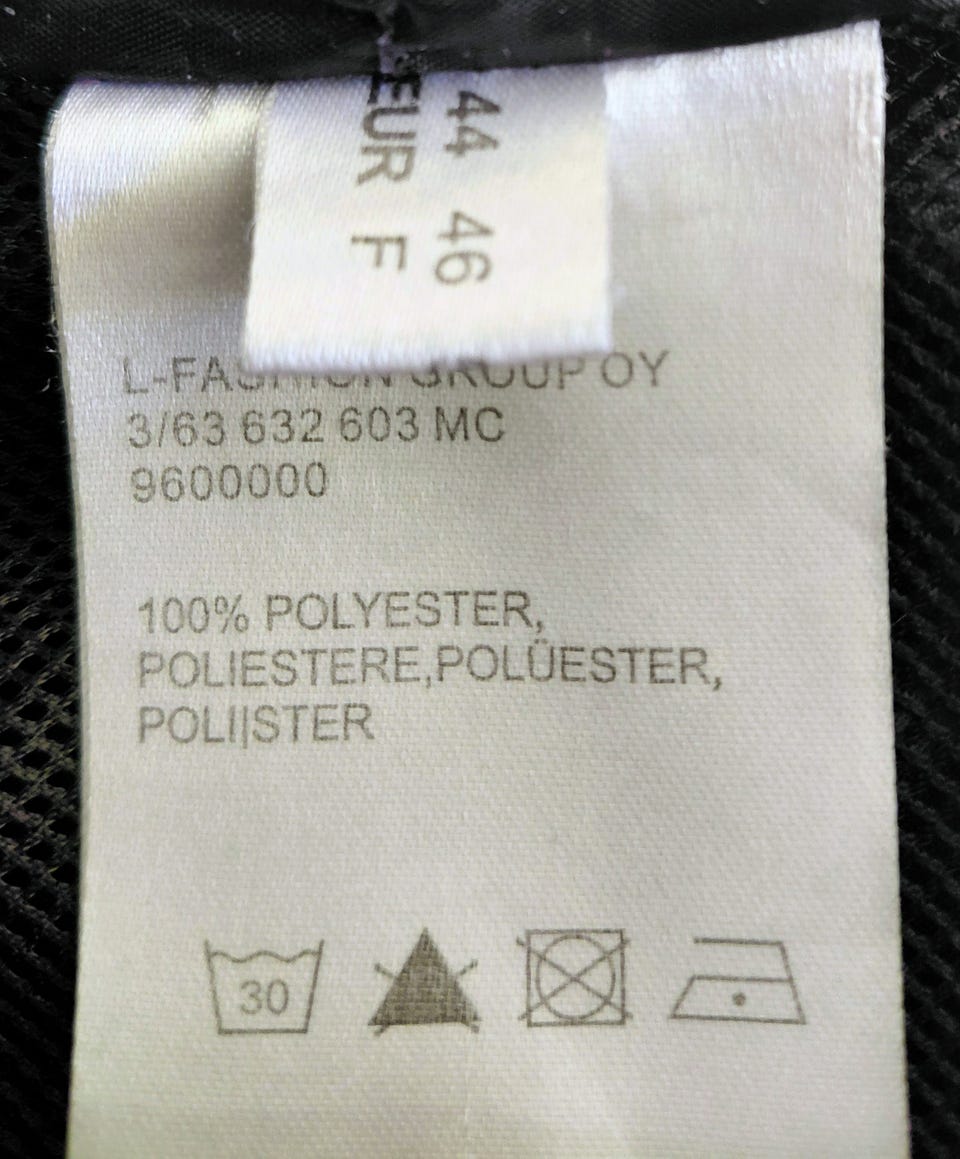 EUR F
44 46
L-FASHION GROUP OY
3/63 632 603 MC
9600000
100% POLYESTER,
POLIESTERE,POLÜESTER,
POLI||STER
30